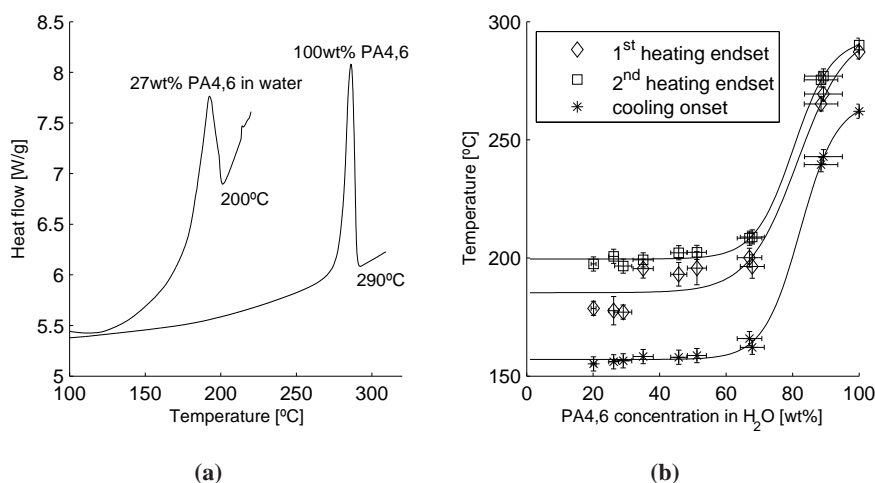 8.5
8
7.5
7
6.5
6
5.5
5
Heat flow [W/g]
100wt% PA4,6
27wt% PA4,6 in water
200ºC
290ºC
100 150 200 250 300
Temperature [ºC]
(a)
300
250
200
150
Temperature [ºC]
1st heating endset
2nd heating endset
cooling onset
0 20 40 60 80 100
PA4,6 concentration in H2O [wt%]
(b)